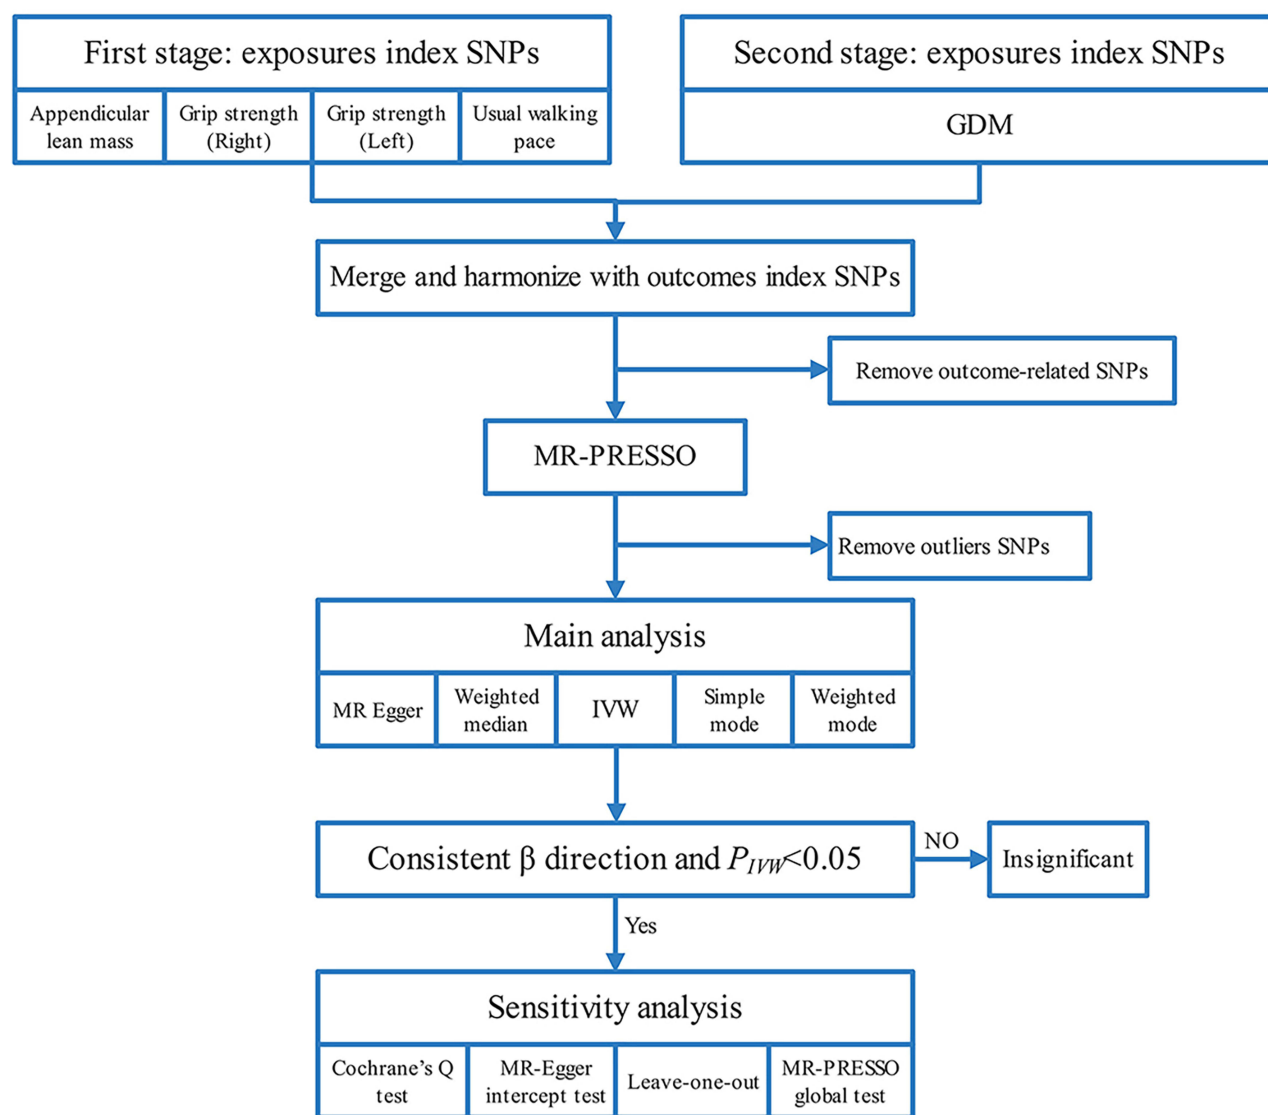 First stage: exposures index SNPs
Appendicular
lean mass
Grip strength
(Right)
Grip strength
(Left)
Usual walking
pace
Second stage: exposures index SNPs
GDM
Merge and harmonize with outcomes index SNPs
Remove outcome-related SNPs
MR-PRESSO
Remove outliers SNPs
Main analysis
MR Egger
Weighted
median
IVW
Simple
mode
Weighted
mode
Consistent β direction and P_IVW<0.05
NO
Insignificant
Yes
Sensitivity analysis
Cochrane’s Q
test
MR-Egger
intercept test
Leave-one-out
MR-PRESSO
global test